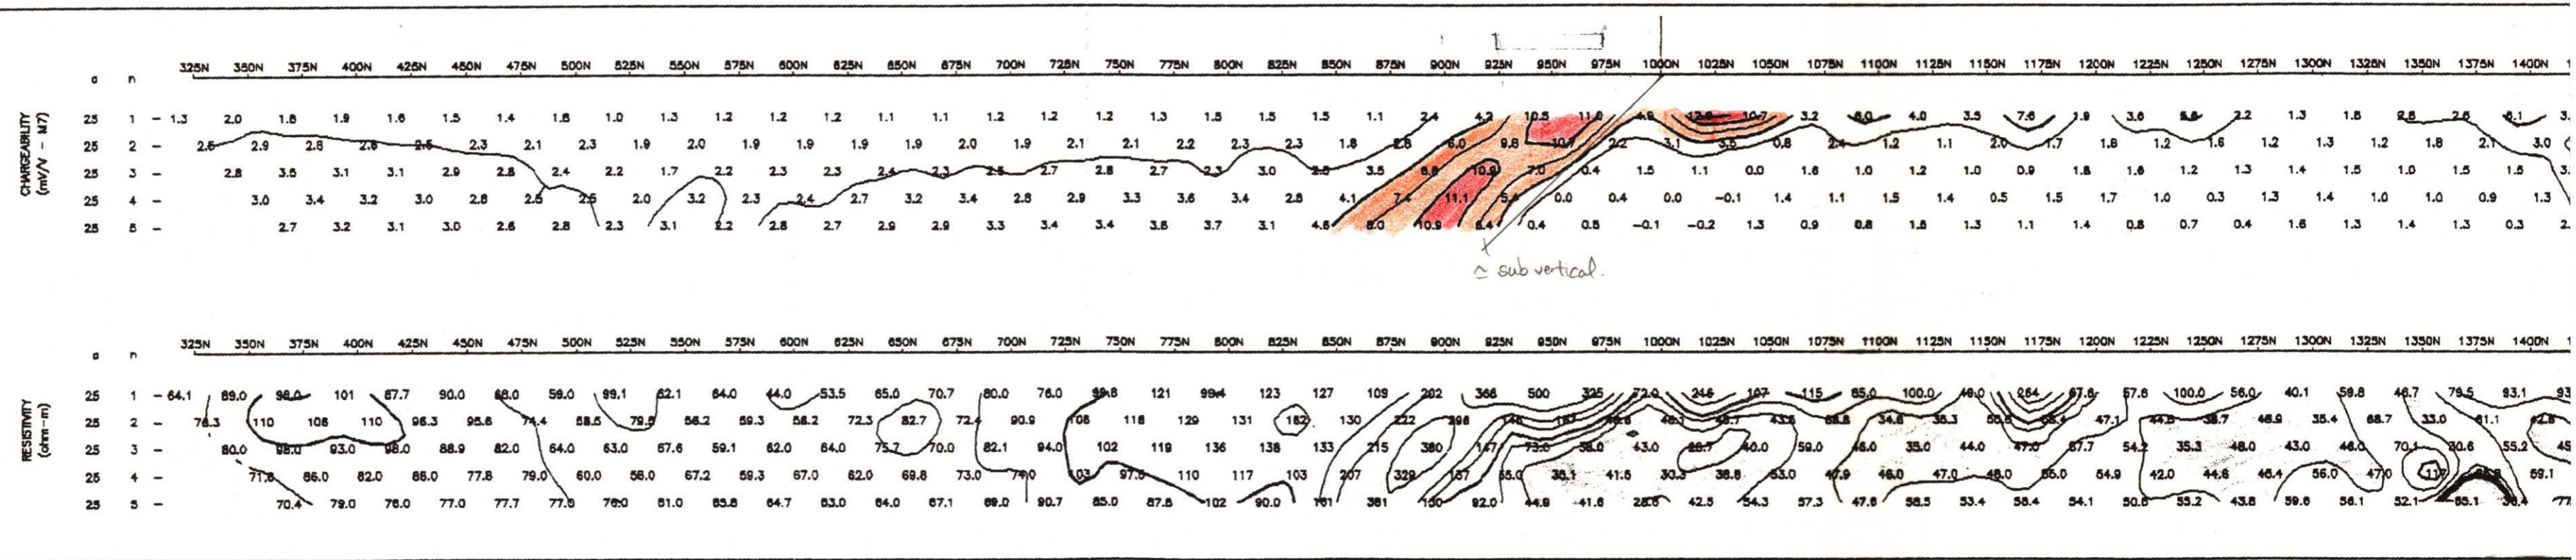 325N 350N 375N 400N 425N 450N 475N 500N 525N 550N 575N 600N 625N 650N 675N 700N 725N 750N 775N 800N 825N 850N 875N 900N 925N 950N 975N 1000N 1025N 1050N 1075N 1100N 1125N 1150N 1175N 1200N 1225N 1250N 1275N 1300N 1325N 1350N 1375N 1400N
a n
CHARGEABILITY
(mV/V - M7)
25 1 - 1.3 2.0 1.8 1.9 1.6 1.5 1.4 1.8 1.0 1.3 1.2 1.2 1.2 1.1 1.1 1.2 1.2 1.2 1.3 1.5 1.5 1.5 1.1 2.4 4.2 10.5 11.0 4.9 10.7 3.2 4.0 3.5 7.6 1.9 3.6 2.2 1.3 1.8 2.8 2.8
25 2 - 2.6 2.9 2.8 2.6 2.5 2.3 2.1 2.3 1.9 2.0 1.9 1.9 1.9 1.9 2.0 1.9 2.1 2.1 2.2 2.3 2.3 1.8 2.8 6.0 9.8 10.7 2.2 3.1 3.5 0.8 2.4 1.2 1.1 2.0 1.7 1.8 1.2 1.6 1.2 1.3 1.2 1.8 2.1 3.0
25 3 - 2.8 3.5 3.1 3.1 2.9 2.8 2.4 2.2 1.7 2.2 2.3 2.3 2.4 2.3 2.5 2.7 2.8 2.7 2.3 3.0 2.6 3.5 6.8 10.9 7.0 0.4 1.5 1.1 0.0 1.6 1.0 1.2 1.0 0.9 1.8 1.6 1.2 1.3 1.4 1.5 1.0 1.5 1.5
25 4 - 3.0 3.4 3.2 3.0 2.8 2.5 2.5 2.0 3.2 2.3 2.4 2.7 3.2 3.4 2.8 2.9 3.3 3.6 3.4 2.8 4.1 7.4 11.1 0.0 0.4 0.0 -0.1 1.4 1.1 1.5 1.4 0.5 1.5 1.7 1.0 0.3 1.3 1.4 1.0 1.0 0.9 1.3
25 5 - 2.7 3.2 3.1 3.0 2.6 2.8 2.3 3.1 2.2 2.8 2.7 2.9 2.9 3.3 3.4 3.4 3.6 3.7 3.1 4.6 8.0 10.9 0.4 0.5 -0.1 -0.2 1.3 0.9 0.8 1.5 1.3 1.1 1.4 0.8 0.7 0.4 1.6 1.3 1.4 1.3 0.3
≃ subvertical.
325N 350N 375N 400N 425N 450N 475N 500N 525N 550N 575N 600N 625N 650N 675N 700N 725N 750N 775N 800N 825N 850N 875N 900N 925N 950N 975N 1000N 1025N 1050N 1075N 1100N 1125N 1150N 1175N 1200N 1225N 1250N 1275N 1300N 1325N 1350N 1375N 1400N
a n
RESISTIVITY
(ohm-m)
25 1 - 64.1 89.0 98.0 101 87.7 90.0 68.0 59.0 99.1 62.1 64.0 44.0 53.5 65.0 70.7 80.0 76.0 99.8 121 99.4 123 127 109 202 366 500 325 72.0 246 107 115 85.0 100.0 49.0 264 67.6 57.6 100.0 56.0 40.1 59.8 46.7 79.5 93.1
25 2 - 76.3 110 106 110 96.3 95.6 74.4 58.5 79.5 56.2 59.3 58.2 72.3 82.7 72.4 90.9 106 118 129 131 162 130 222 296 47.1 46.9 35.4 68.7 33.0 61.1
25 3 - 80.0 98.0 93.0 98.0 88.9 82.0 64.0 63.0 67.6 59.1 62.0 64.0 75.7 70.0 82.1 94.0 102 119 136 138 133 215 380 147 73.0 58.0 43.0 40.0 59.0 46.0 35.0 44.0 47.0 67.7 54.2 35.3 48.0 43.0 46.0 70.1 55.2
25 4 - 71.6 86.0 82.0 86.0 77.8 79.0 60.0 58.0 67.2 59.3 67.0 62.0 69.8 73.0 74.0 103 97.5 110 117 103 207 329 157 41.5 38.8 53.0 47.9 46.0 47.0 48.0 55.0 54.9 42.0 44.6 46.4 56.0 47.0 117 59.1
25 5 - 70.4 79.0 76.0 77.0 77.7 77.6 76.0 61.0 65.8 64.7 63.0 64.0 67.1 69.0 90.7 85.0 87.8 102 90.0 161 361 150 92.0 44.9 41.6 42.5 54.3 57.3 47.6 58.5 53.4 58.4 54.1 50.6 55.2 43.8 59.6 56.1 52.1